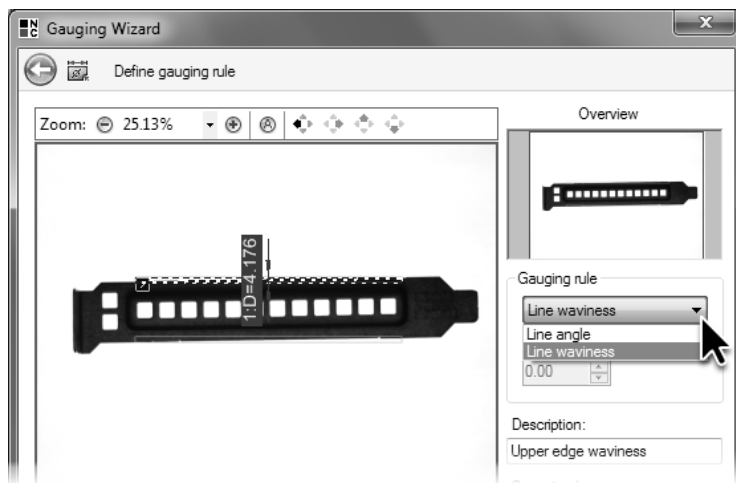 NC Gauging Wizard
Define gauging rule
Zoom: 25.13%
A
Overview
1:D=4.176
Gauging rule
Line waviness
Line angle
Line waviness
0.00
Description:
Upper edge waviness